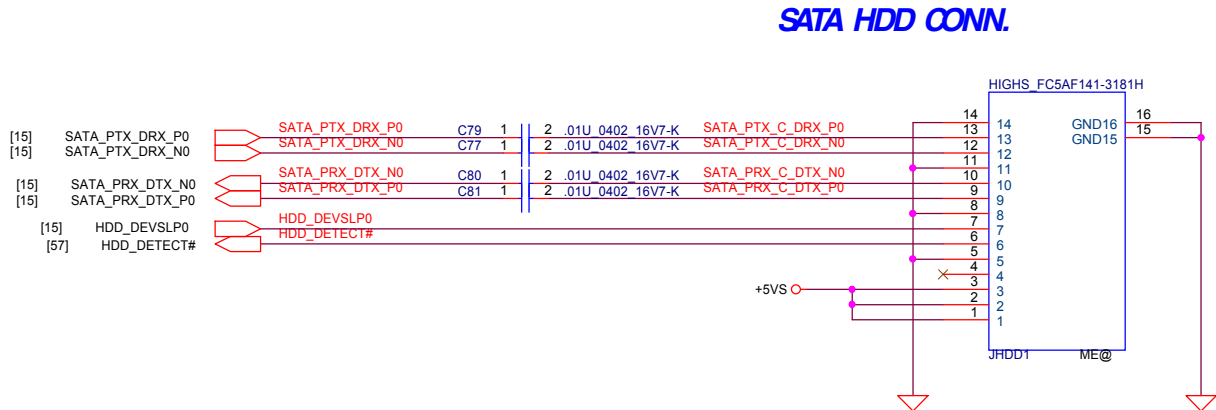 SATA HDD CONN.
HIGHS_FC5AF141-3181H
14 14 GND16 16
[15] SATA_PTX_DRX_P0 SATA_PTX_DRX_P0 C79 1 2 .01U_0402_16V7-K SATA_PTX_C_DRX_P0 13 13 GND15 15
[15] SATA_PTX_DRX_N0 SATA_PTX_DRX_N0 C77 1 2 .01U_0402_16V7-K SATA_PTX_C_DRX_N0 12 12
11 11
[15] SATA_PRX_DTX_N0 SATA_PRX_DTX_N0 C80 1 2 .01U_0402_16V7-K SATA_PRX_C_DTX_N0 10 10
[15] SATA_PRX_DTX_P0 SATA_PRX_DTX_P0 C81 1 2 .01U_0402_16V7-K SATA_PRX_C_DTX_P0 9 9
8 8
[15] HDD_DEVSLP0 HDD_DEVSLP0 7 7
[57] HDD_DETECT# HDD_DETECT# 6 6
5 5
4 4
+5VS 3 3
2 2
1 1
JHDD1 ME@